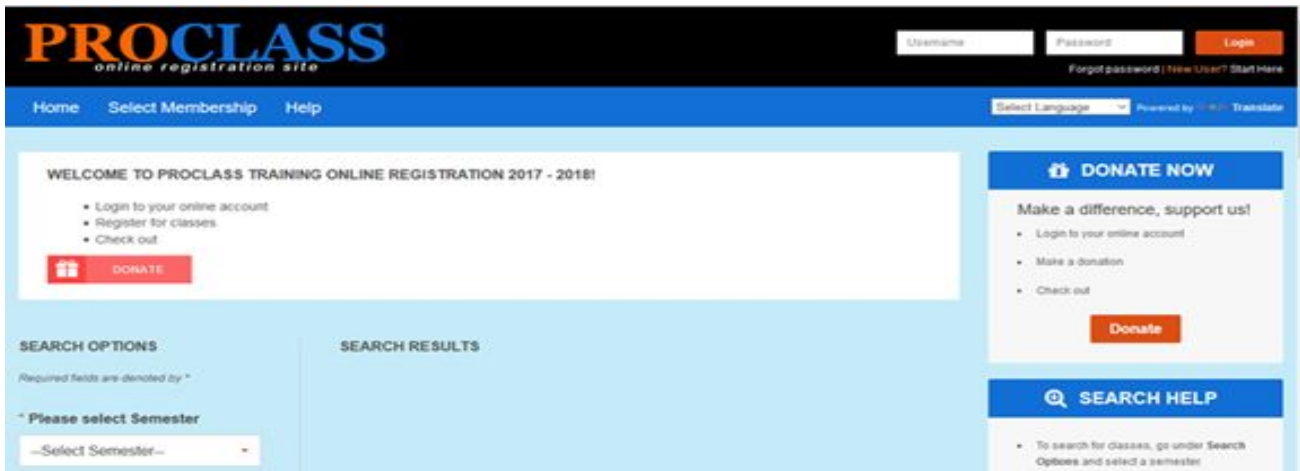 PROCLASS
online registration site
Username
Password
Login
Forgot password | New User? Start Here
Home
Select Membership
Help
Select Language
Powered by Translate
WELCOME TO PROCLASS TRAINING ONLINE REGISTRATION 2017 - 2018!
• Login to your online account
• Register for classes
• Check out
DONATE
DONATE NOW
Make a difference, support us!
• Login to your online account
• Make a donation
• Check out
Donate
SEARCH OPTIONS
Required fields are denoted by *
* Please select Semester
--Select Semester--
SEARCH RESULTS
SEARCH HELP
• To search for classes, go under Search
Options and select a semester